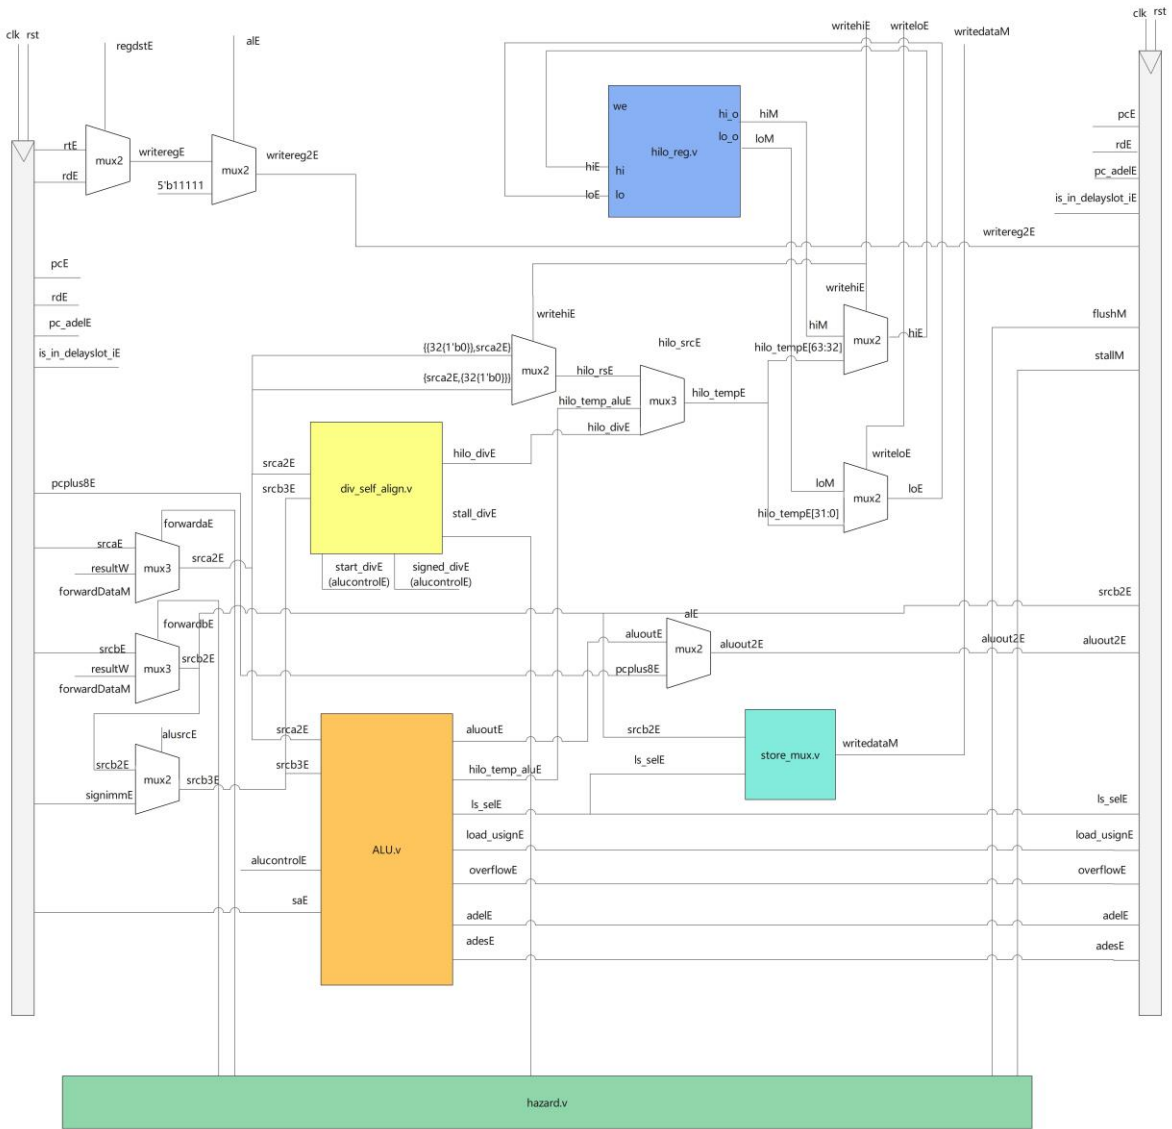 clk rst
regdstE
alE
writehiE
writeloE
writedataM
clk rst
rtE
rdE
mux2
writeregE
5'b11111
mux2
writereg2E
we
hi_o
lo_o
hilo_reg.v
hi
lo
hiE
loE
hiM
loM
pcE
rdE
pc_adelE
is_in_delayslot_iE
writereg2E
pcE
rdE
pc_adelE
is_in_delayslot_iE
writehiE
{{32{1'b0}},srca2E}
{srca2E,{32{1'b0}}}
mux2
hilo_rsE
hilo_srcE
hilo_temp_aluE
hilo_divE
mux3
hilo_tempE
writehiE
hiM
hilo_tempE[63:32]
mux2
hiE
flushM
stallM
writeloE
loM
hilo_tempE[31:0]
mux2
loE
srca2E
srcb3E
div_self_align.v
hilo_divE
stall_divE
start_divE
(alucontrolE)
signed_divE
(alucontrolE)
pcplus8E
forwardaE
srcaE
resultW
forwardDataM
mux3
srca2E
forwardbE
srcbE
resultW
forwardDataM
mux3
srcb2E
alusrcE
srcb2E
signimmE
mux2
srcb3E
alE
aluoutE
pcplus8E
mux2
aluout2E
srcb2E
aluout2E
aluout2E
srca2E
srcb3E
alucontrolE
saE
ALU.v
aluoutE
hilo_temp_aluE
ls_selE
load_usignE
overflowE
adelE
adesE
srcb2E
ls_selE
store_mux.v
writedataM
ls_selE
load_usignE
overflowE
adelE
adesE
hazard.v